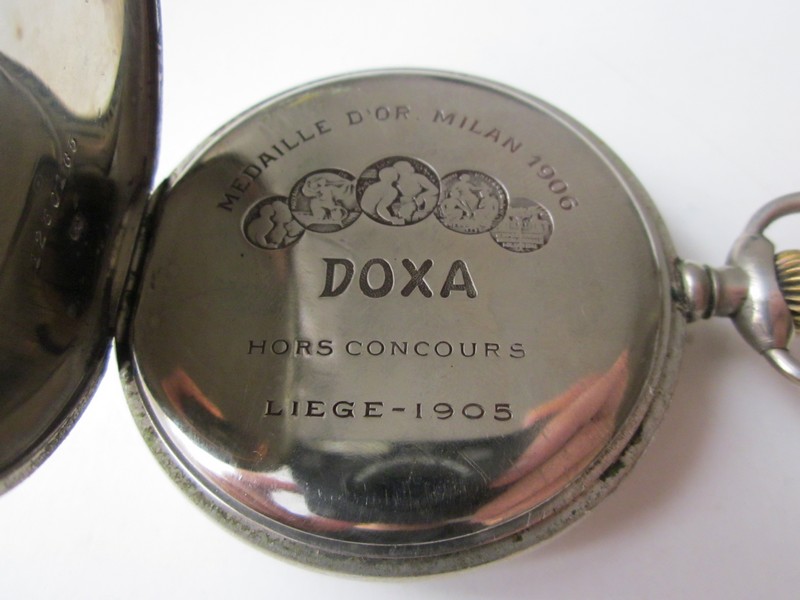 MEDAILLE D'OR. MILAN 1906
DOXA
HORS CONCOURS
LIEGE-1905